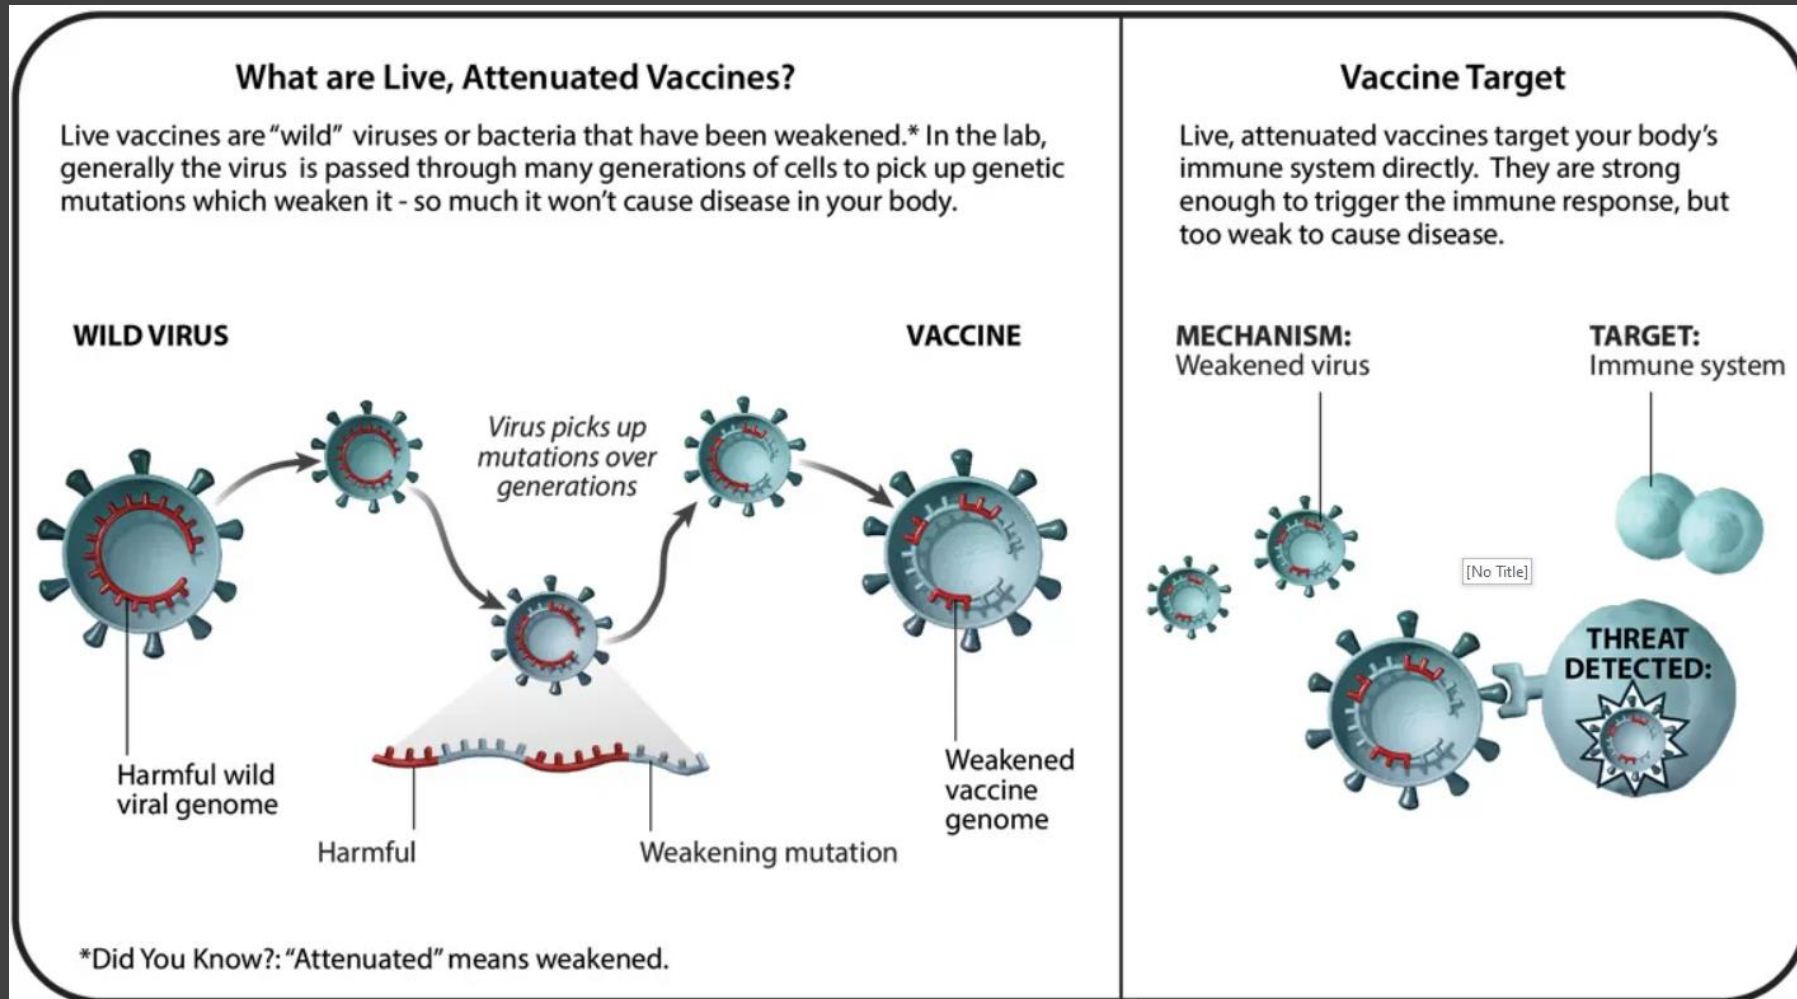 What are Live, Attenuated Vaccines?
Live vaccines are “wild” viruses or bacteria that have been weakened.* In the lab,
generally the virus is passed through many generations of cells to pick up genetic
mutations which weaken it - so much it won’t cause disease in your body.
WILD VIRUS
VACCINE
Virus picks up
mutations over
generations
Harmful wild
viral genome
Harmful
Weakening mutation
Weakened
vaccine
genome
*Did You Know?: “Attenuated” means weakened.
Vaccine Target
Live, attenuated vaccines target your body’s
immune system directly. They are strong
enough to trigger the immune response, but
too weak to cause disease.
MECHANISM:
Weakened virus
TARGET:
Immune system
[No Title]
THREAT
DETECTED: